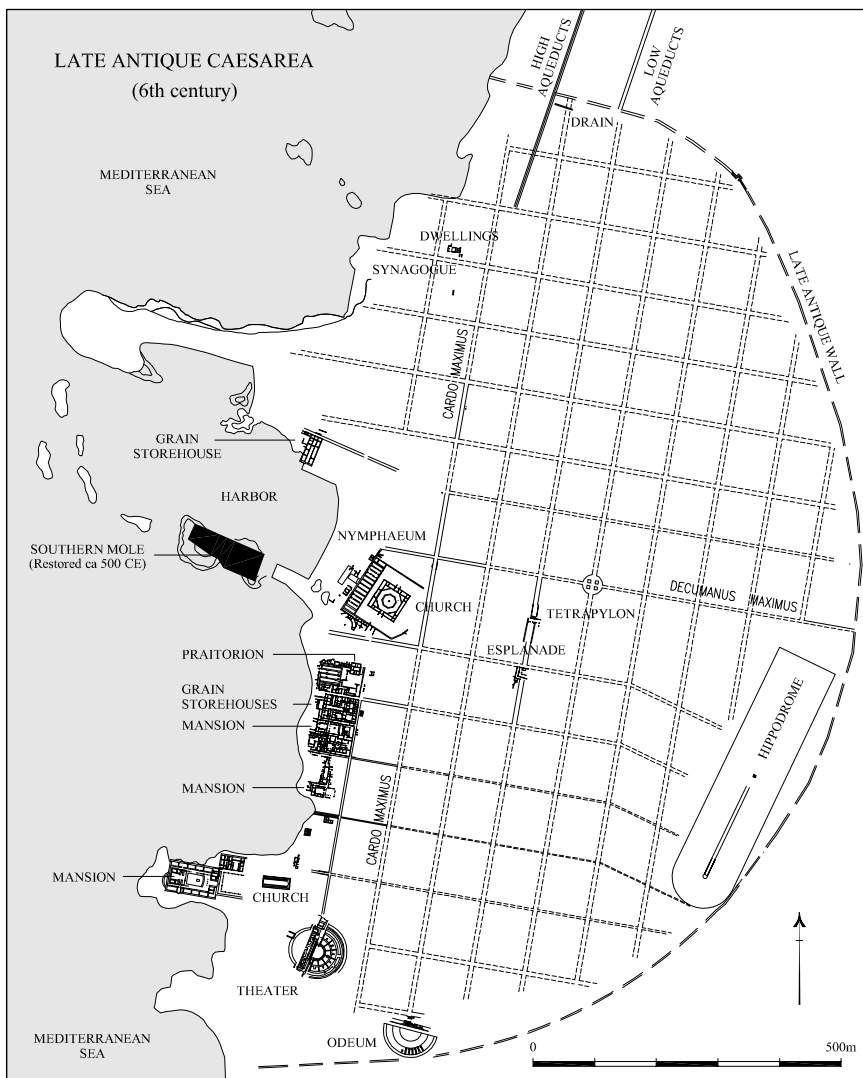 LATE ANTIQUE CAESAREA
(6th century)
HIGH
AQUEDUCTS
LOW
AQUEDUCTS
DRAIN
MEDITERRANEAN
SEA
DWELLINGS
SYNAGOGUE
LATE ANTIQUE WALL
CARDO MAXIMUS
GRAIN
STOREHOUSE
HARBOR
NYMPHAEUM
SOUTHERN MOLE
(Restored ca 500 CE)
CHURCH
TETRAPYLON
DECUMANUS MAXIMUS
ESPLANADE
PRAITORION
GRAIN
STOREHOUSES
MANSION
HIPPODROME
MANSION
CARDO MAXIMUS
MANSION
CHURCH
THEATER
ODEUM
MEDITERRANEAN
SEA
0
500m